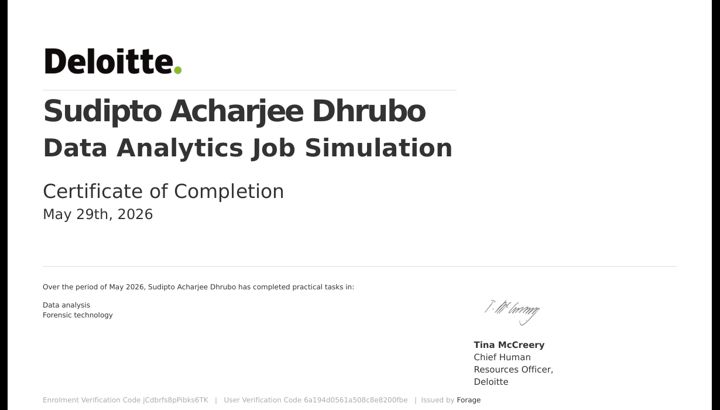 Deloitte.
Sudipto Acharjee Dhrubo
Data Analytics Job Simulation
Certificate of Completion
May 29th, 2026
Over the period of May 2026, Sudipto Acharjee Dhrubo has completed practical tasks in:
Data analysis
Forensic technology
T. McCreery
Tina McCreery
Chief Human
Resources Officer,
Deloitte
Enrolment Verification Code jCdbrfs8pPibks6TK | User Verification Code 6a194d0561a508c8e8200fbe | Issued by Forage